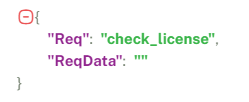 {
"Req": "check_license",
"ReqData": ""
}